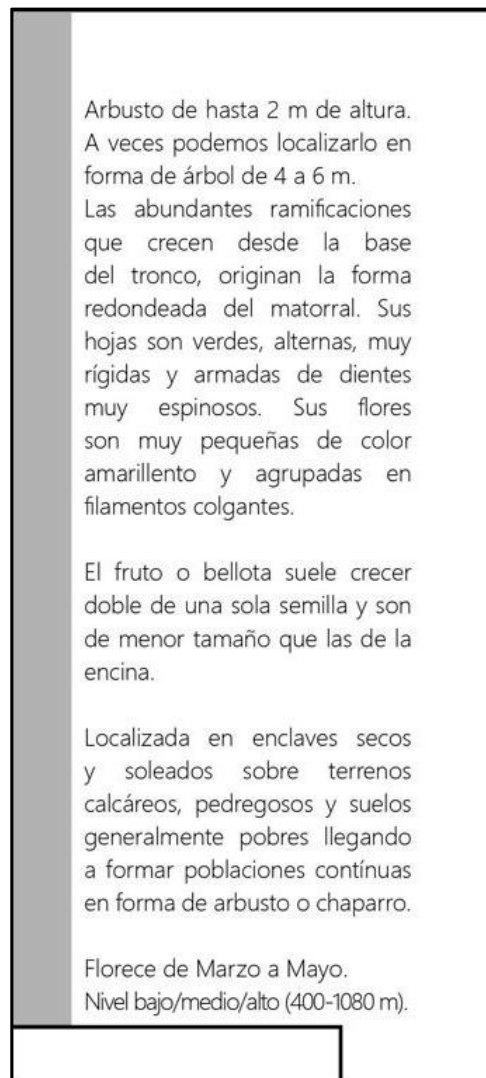 Arbusto de hasta 2 m de altura.
A veces podemos localizarlo en
forma de árbol de 4 a 6 m.
Las abundantes ramificaciones
que crecen desde la base
del tronco, originan la forma
redondeada del matorral. Sus
hojas son verdes, alternas, muy
rígidas y armadas de dientes
muy espinosos. Sus flores
son muy pequeñas de color
amarillento y agrupadas en
filamentos colgantes.

El fruto o bellota suele crecer
doble de una sola semilla y son
de menor tamaño que las de la
encina.

Localizada en enclaves secos
y soleados sobre terrenos
calcáreos, pedregosos y suelos
generalmente pobres llegando
a formar poblaciones contínuas
en forma de arbusto o chaparro.

Florece de Marzo a Mayo.
Nivel bajo/medio/alto (400-1080 m).